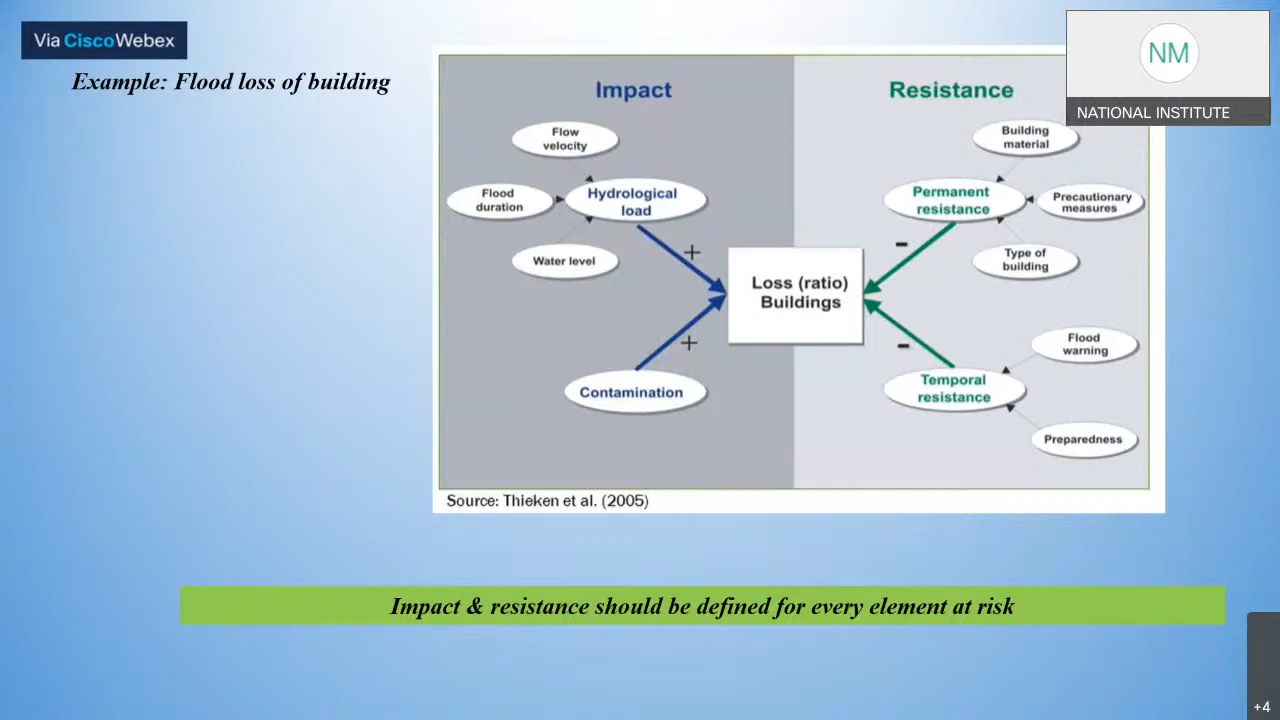 Via CiscoWebex
Example: Flood loss of building
NM
NATIONAL INSTITUTE
Impact
Resistance
Flow
velocity
Flood
duration
Hydrological
load
Water level
+
+
Contamination
Loss (ratio)
Buildings
Building
material
Permanent
resistance
Precautionary
measures
Type of
building
-
-
Flood
warning
Temporal
resistance
Preparedness
Source: Thieken et al. (2005)
Impact & resistance should be defined for every element at risk
+4